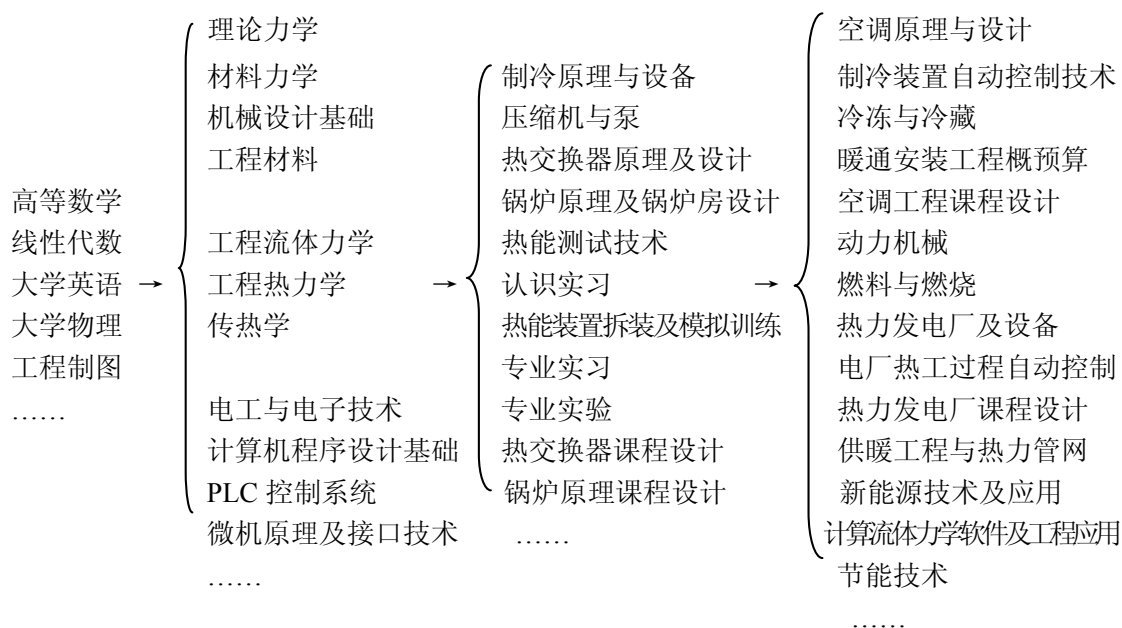 高等数学
线性代数
大学英语 →
大学物理
工程制图
……
理论力学
材料力学
机械设计基础
工程材料
工程流体力学
工程热力学 →
传热学
电工与电子技术
计算机程序设计基础
PLC 控制系统
微机原理及接口技术
……
制冷原理与设备
压缩机与泵
热交换器原理及设计
锅炉原理及锅炉房设计
热能测试技术
认识实习 →
热能装置拆装及模拟训练
专业实习
专业实验
热交换器课程设计
锅炉原理课程设计
……
空调原理与设计
制冷装置自动控制技术
冷冻与冷藏
暖通安装工程概预算
空调工程课程设计
动力机械
燃料与燃烧
热力发电厂及设备
电厂热工过程自动控制
热力发电厂课程设计
供暖工程与热力管网
新能源技术及应用
计算流体力学软件及工程应用
节能技术
……